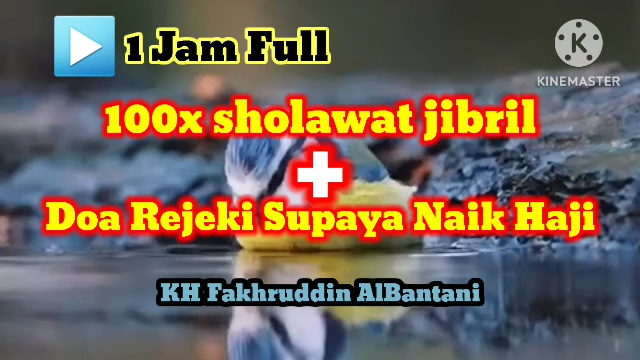 1 Jam Full
KINEMASTER
100x sholawat jibril
+
Doa Rejeki Supaya Naik Haji
KH Fakhruddin AlBantani